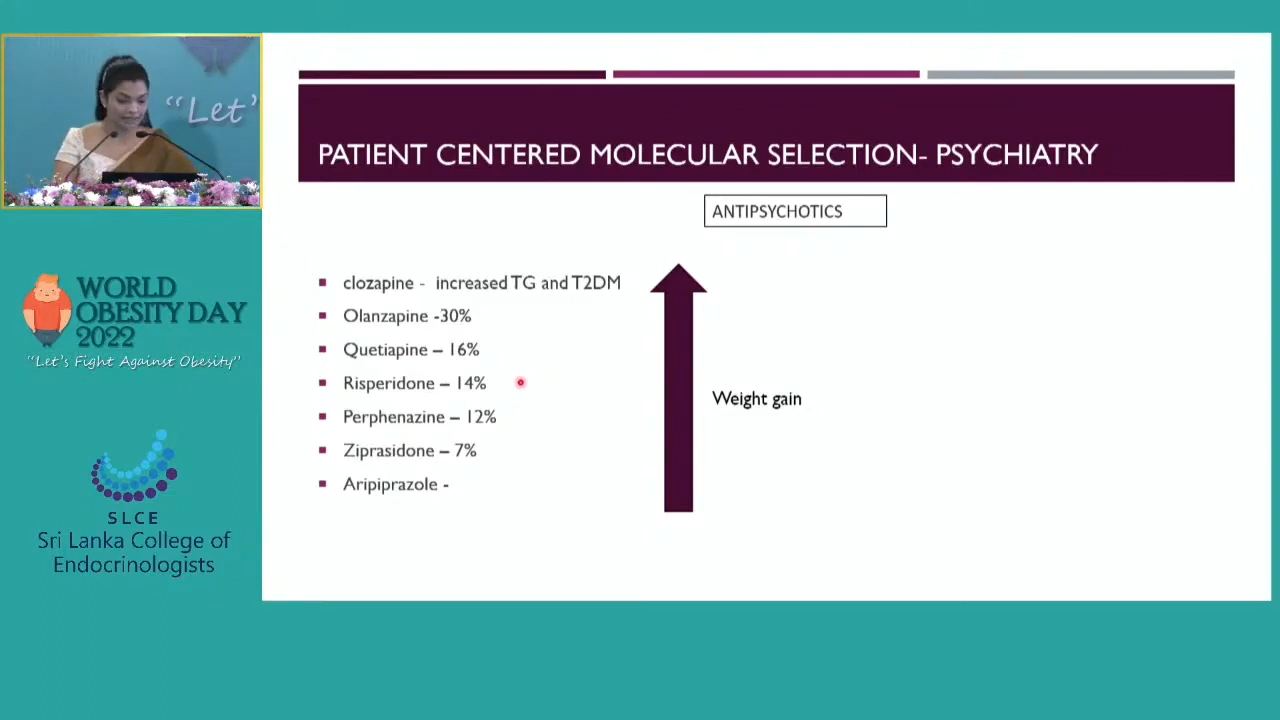 "Let'
PATIENT CENTERED MOLECULAR SELECTION- PSYCHIATRY
ANTIPSYCHOTICS
clozapine - increased TG and T2DM
Olanzapine -30%
Quetiapine – 16%
Risperidone – 14%
Perphenazine – 12%
Ziprasidone – 7%
Aripiprazole -
Weight gain
WORLD
OBESITY DAY
2022
"Let's Fight Against Obesity"
SLCE
Sri Lanka College of
Endocrinologists